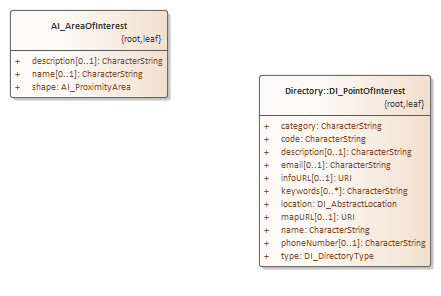 AI_AreaOfInterest
{root,leaf}
+ description[0..1]: CharacterString
+ name[0..1]: CharacterString
+ shape: AI_ProximityArea
Directory::DI_PointOfInterest
{root,leaf}
+ category: CharacterString
+ code: CharacterString
+ description[0..1]: CharacterString
+ email[0..1]: CharacterString
+ infoURL[0..1]: URI
+ keywords[0..*]: CharacterString
+ location: DI_AbstractLocation
+ mapURL[0..1]: URI
+ name: CharacterString
+ phoneNumber[0..1]: CharacterString
+ type: DI_DirectoryType